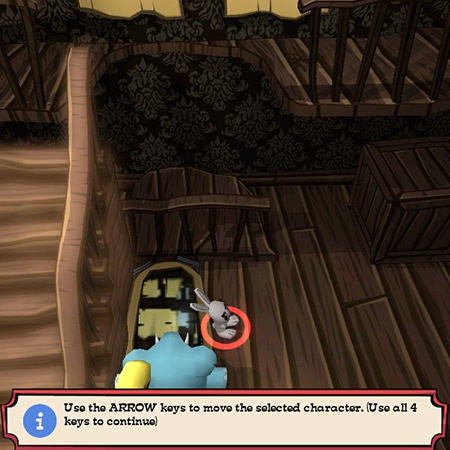 Use the ARROW keys to move the selected character. (Use all 4
keys to continue)